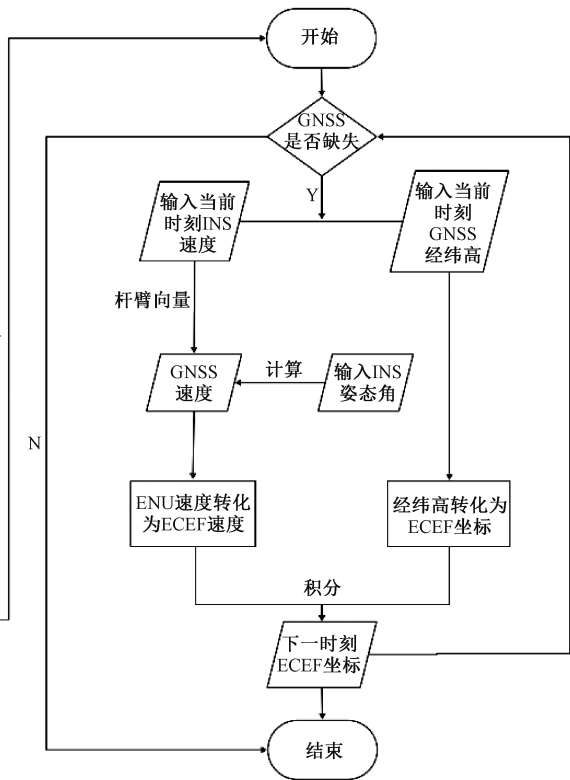 开始
GNSS
是否缺失
Y
输入当前
时刻INS
速度
输入当前
时刻
GNSS
经纬高
杆臂向量
GNSS
速度
计算
输入INS
姿态角
N
ENU速度转化
为ECEF速度
经纬高转化为
ECEF坐标
积分
下一时刻
ECEF坐标
结束